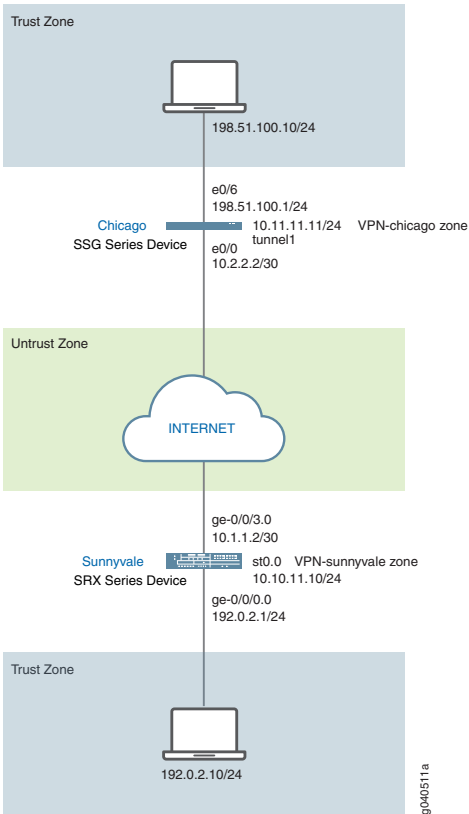 Trust Zone
198.51.100.10/24
e0/6
198.51.100.1/24
Chicago
SSG Series Device
10.11.11.11/24 VPN-chicago zone
tunnel1
e0/0
10.2.2.2/30
Untrust Zone
INTERNET
ge-0/0/3.0
10.1.1.2/30
Sunnyvale
SRX Series Device
st0.0 VPN-sunnyvale zone
10.10.11.10/24
ge-0/0/0.0
192.0.2.1/24
Trust Zone
192.0.2.10/24
g040511a